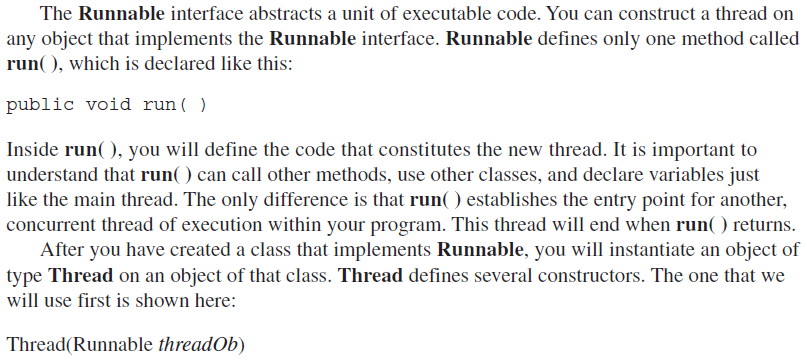 The Runnable interface abstracts a unit of executable code. You can construct a thread on
any object that implements the Runnable interface. Runnable defines only one method called
run( ), which is declared like this:
public void run( )
Inside run( ), you will define the code that constitutes the new thread. It is important to
understand that run( ) can call other methods, use other classes, and declare variables just
like the main thread. The only difference is that run( ) establishes the entry point for another,
concurrent thread of execution within your program. This thread will end when run( ) returns.
After you have created a class that implements Runnable, you will instantiate an object of
type Thread on an object of that class. Thread defines several constructors. The one that we
will use first is shown here:
Thread(Runnable threadOb)